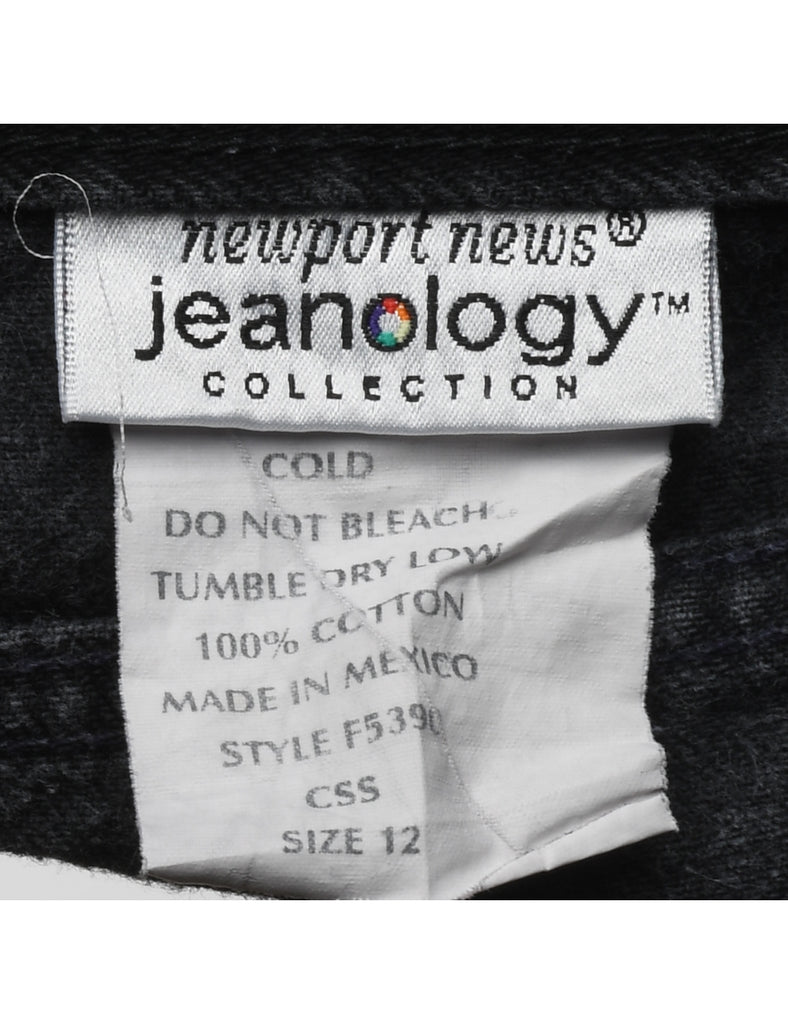 newport news®
jeanology™
COLLECTION
COLD
DO NOT BLEACH
TUMBLE DRY LOW
100% COTTON
MADE IN MEXICO
STYLE F5390
CSS
SIZE 12